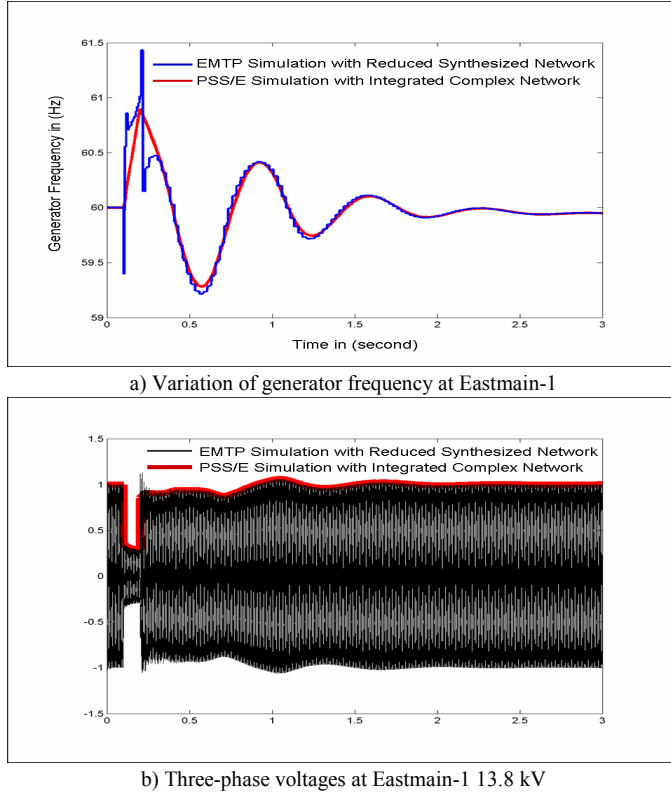 61.5
EMTP Simulation with Reduced Synthesized Network
PSS/E Simulation with Integrated Complex Network
61
60.5
60
59.5
59
Generator Frequency in (Hz)
0 0.5 1 1.5 2 2.5 3
Time in (second)
a) Variation of generator frequency at Eastmain-1
1.5
EMTP Simulation with Reduced Synthesized Network
PSS/E Simulation with Integrated Complex Network
1
0.5
0
-0.5
-1
-1.5
0 0.5 1 1.5 2 2.5 3
b) Three-phase voltages at Eastmain-1 13.8 kV